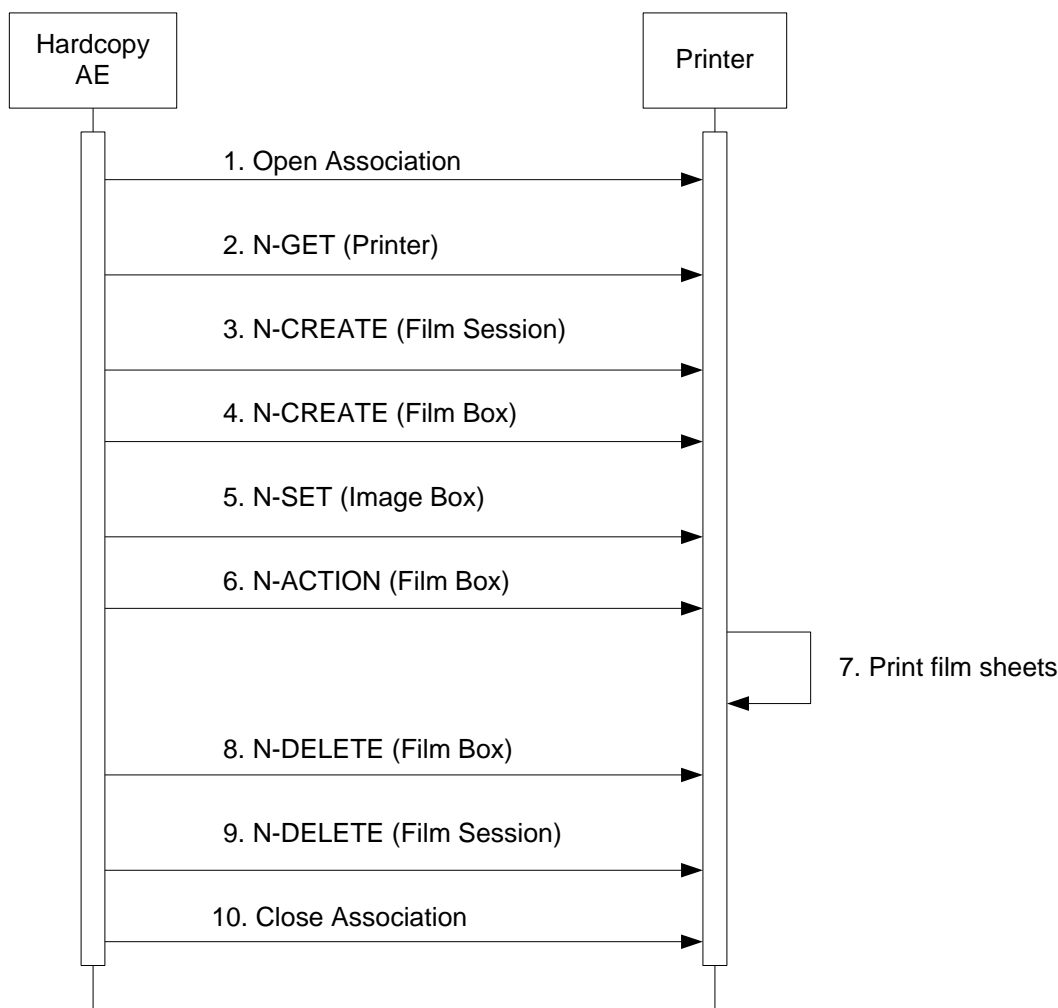 Hardcopy
AE
Printer
1. Open Association
2. N-GET (Printer)
3. N-CREATE (Film Session)
4. N-CREATE (Film Box)
5. N-SET (Image Box)
6. N-ACTION (Film Box)
7. Print film sheets
8. N-DELETE (Film Box)
9. N-DELETE (Film Session)
10. Close Association